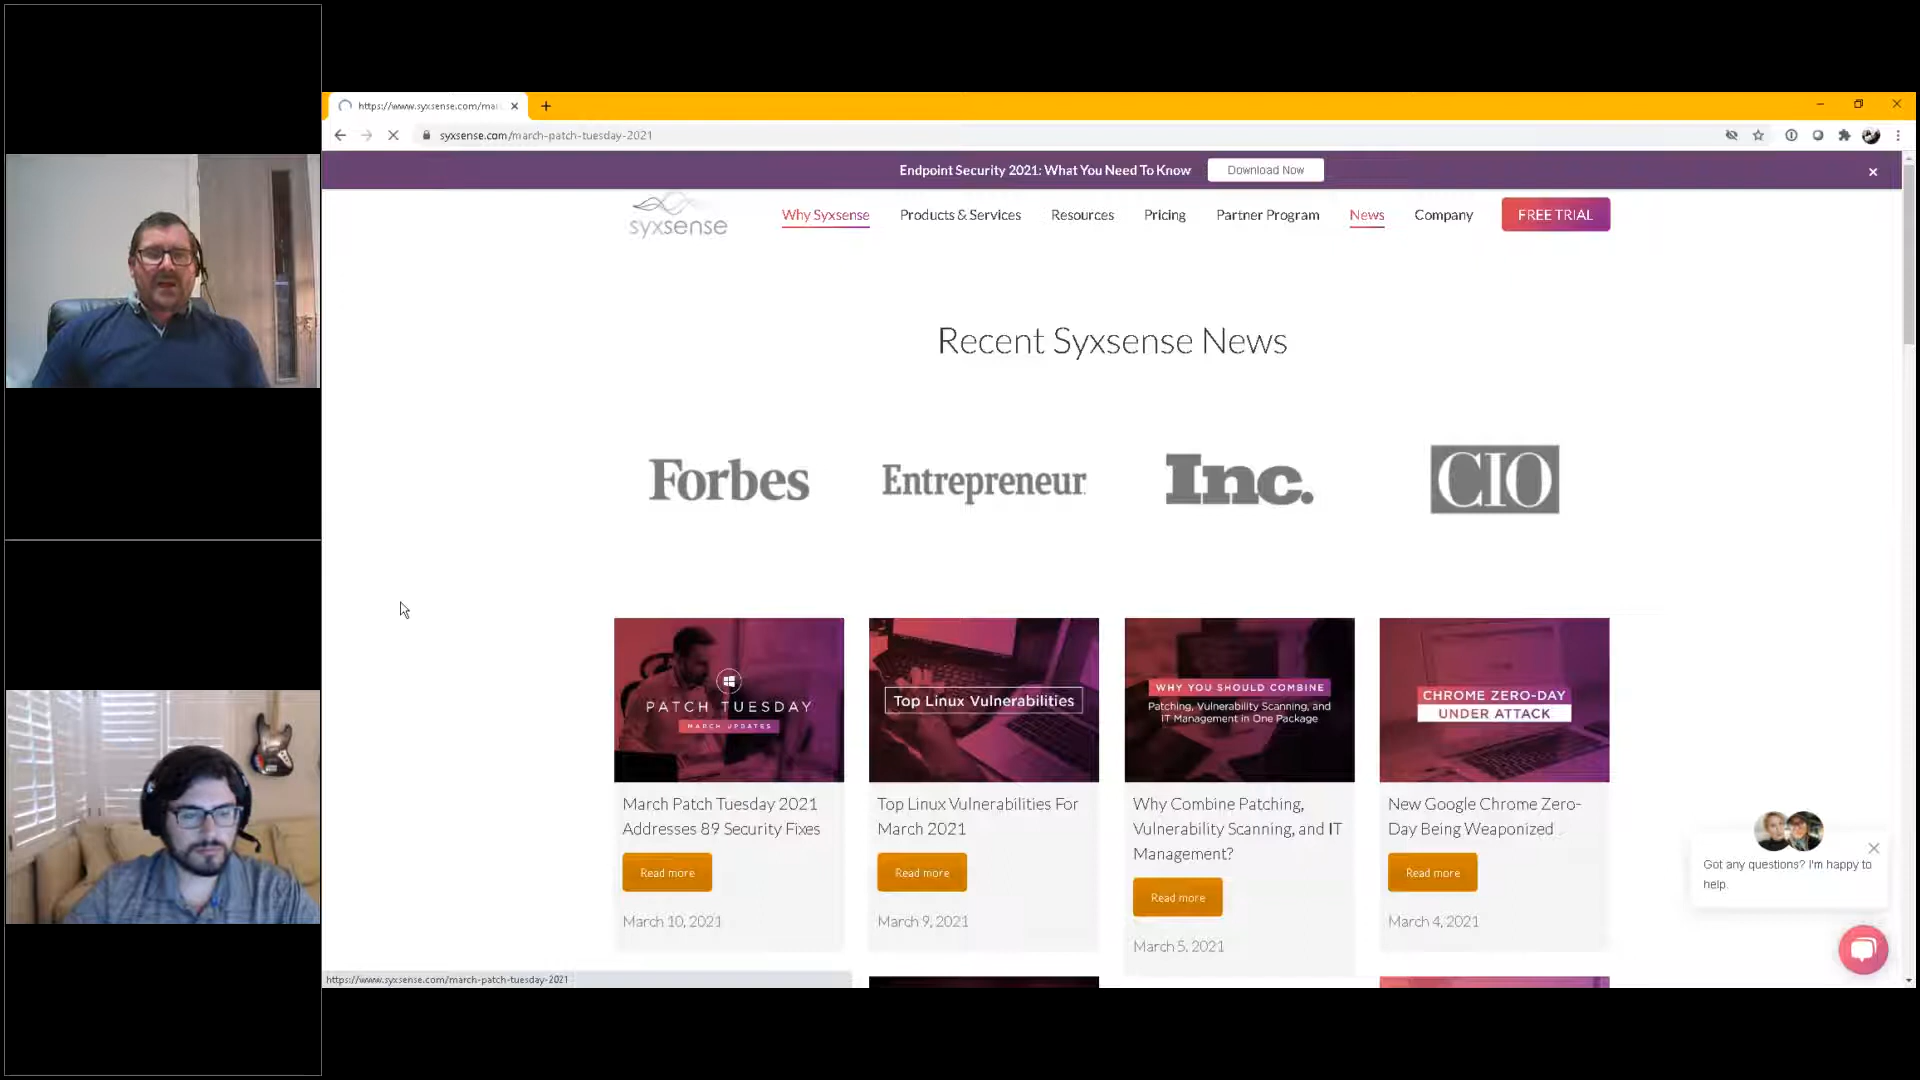 https://www.syxsense.com/mar
syxsense.com/march-patch-tuesday-2021
Endpoint Security 2021: What You Need To Know
Download Now
syxsense
Why Syxsense
Products & Services
Resources
Pricing
Partner Program
News
Company
FREE TRIAL
Recent Syxsense News
Forbes
Entrepreneur
Inc.
CIO
PATCH TUESDAY
MARCH UPDATES
Top Linux Vulnerabilities
WHY YOU SHOULD COMBINE
Patching, Vulnerability Scanning, and
IT Management in One Package
CHROME ZERO-DAY
UNDER ATTACK
March Patch Tuesday 2021
Addresses 89 Security Fixes
Read more
March 10, 2021
Top Linux Vulnerabilities For
March 2021
Read more
March 9, 2021
Why Combine Patching,
Vulnerability Scanning, and IT
Management?
Read more
March 5, 2021
New Google Chrome Zero-
Day Being Weaponized
Read more
March 4, 2021
Got any questions? I'm happy to
help.
https://www.syxsense.com/march-patch-tuesday-2021